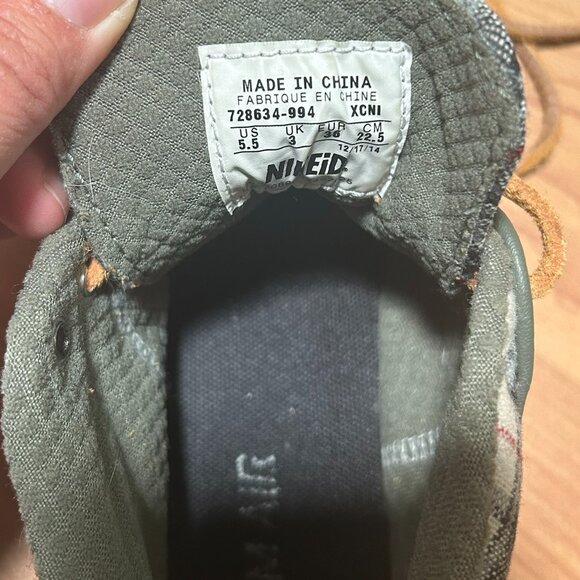 MADE IN CHINA
FABRIQUE EN CHINE
728634-994 XCNI
US UK EUR CM
5.5 3 36 22.5
12/17/14
NIKEiD.
AIR